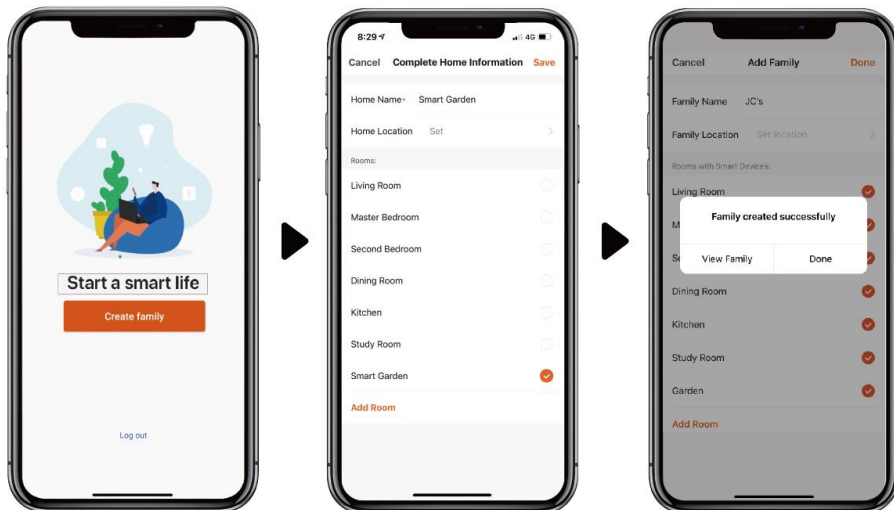 Start a smart life
Create family
Log out
8:29 4G
Cancel Complete Home Information Save
Home Name* Smart Garden
Home Location Set
Rooms:
Living Room
Master Bedroom
Second Bedroom
Dining Room
Kitchen
Study Room
Smart Garden
Add Room
Cancel Add Family Done
Family Name JC's
Family Location Set location
Rooms with Smart Devices:
Living Room
M
Se
Family created successfully
View Family Done
Dining Room
Kitchen
Study Room
Garden
Add Room